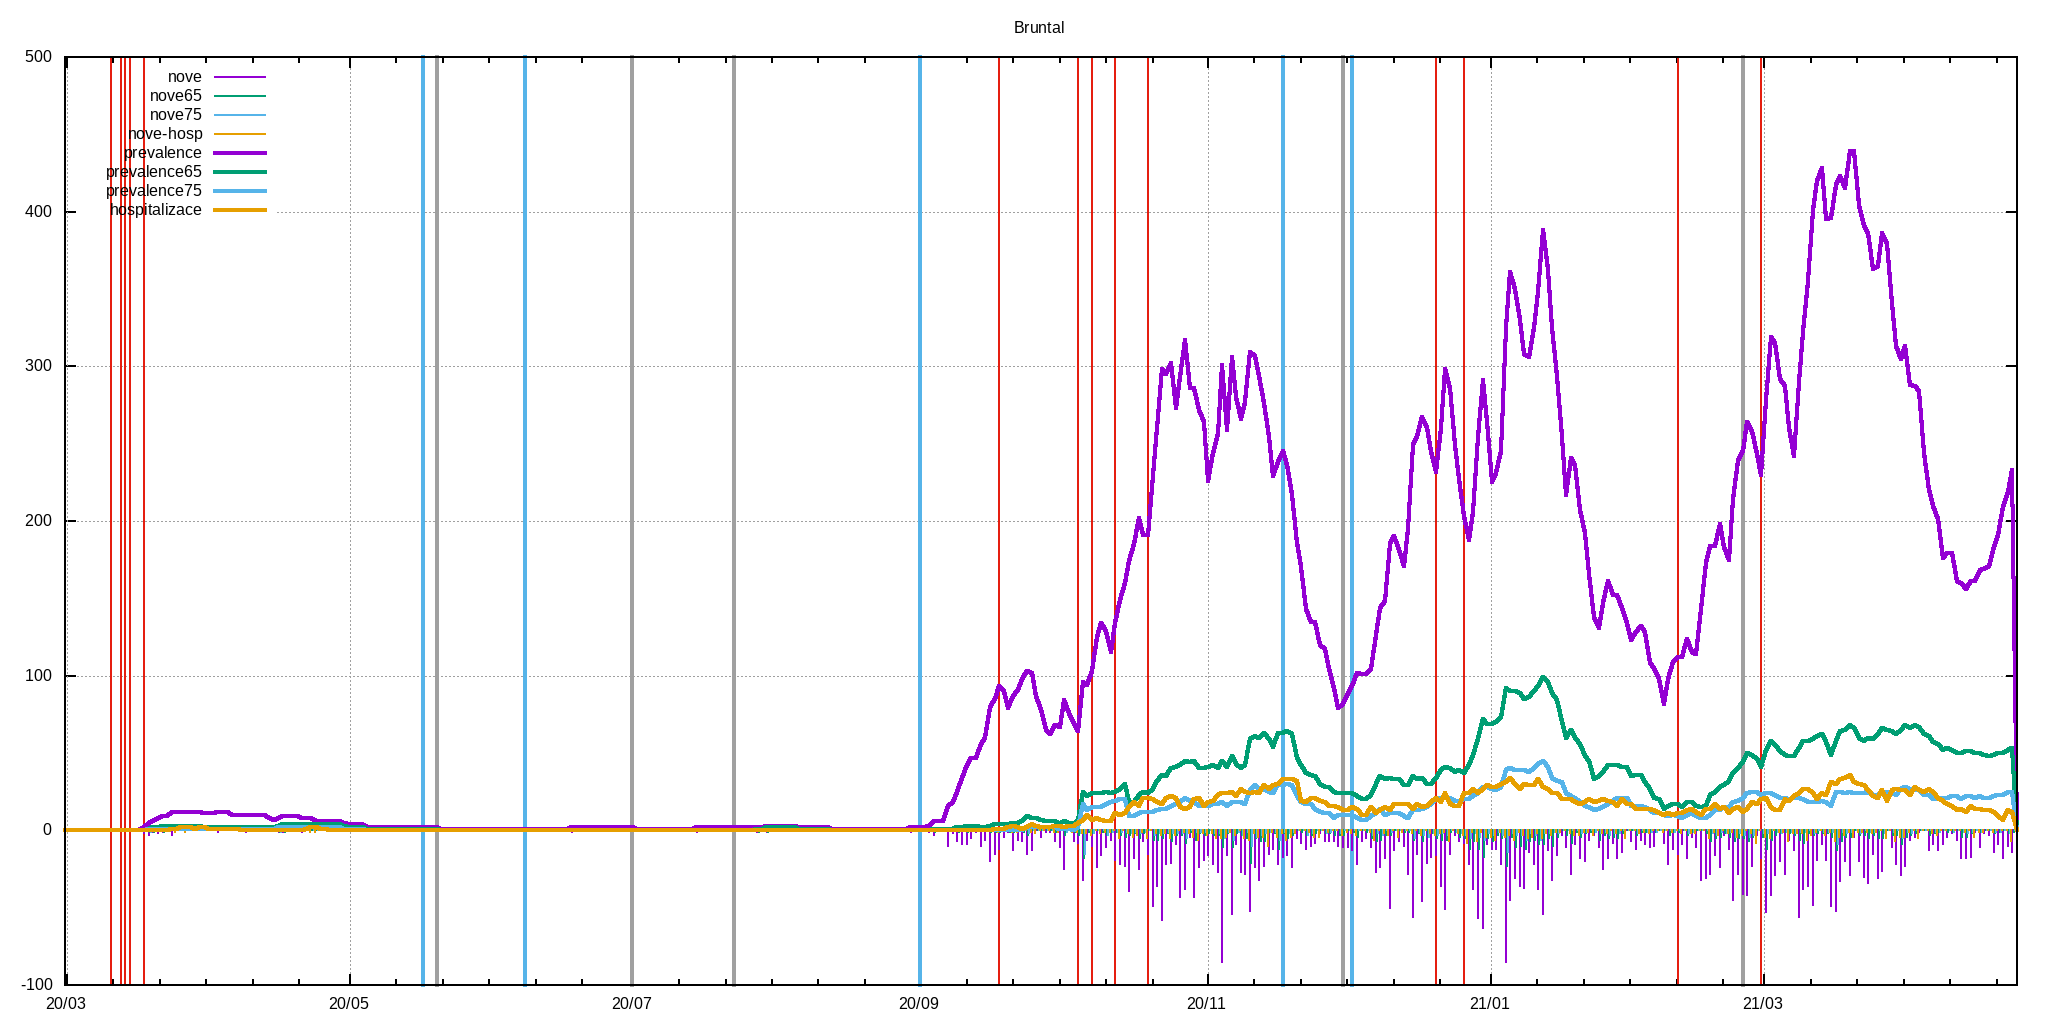 Bruntal
500
400
300
200
100
0
-100
nove
nove65
nove75
nove-hosp
prevalence
prevalence65
prevalence75
hospitalizace
20/03 20/05 20/07 20/09 20/11 21/01 21/03